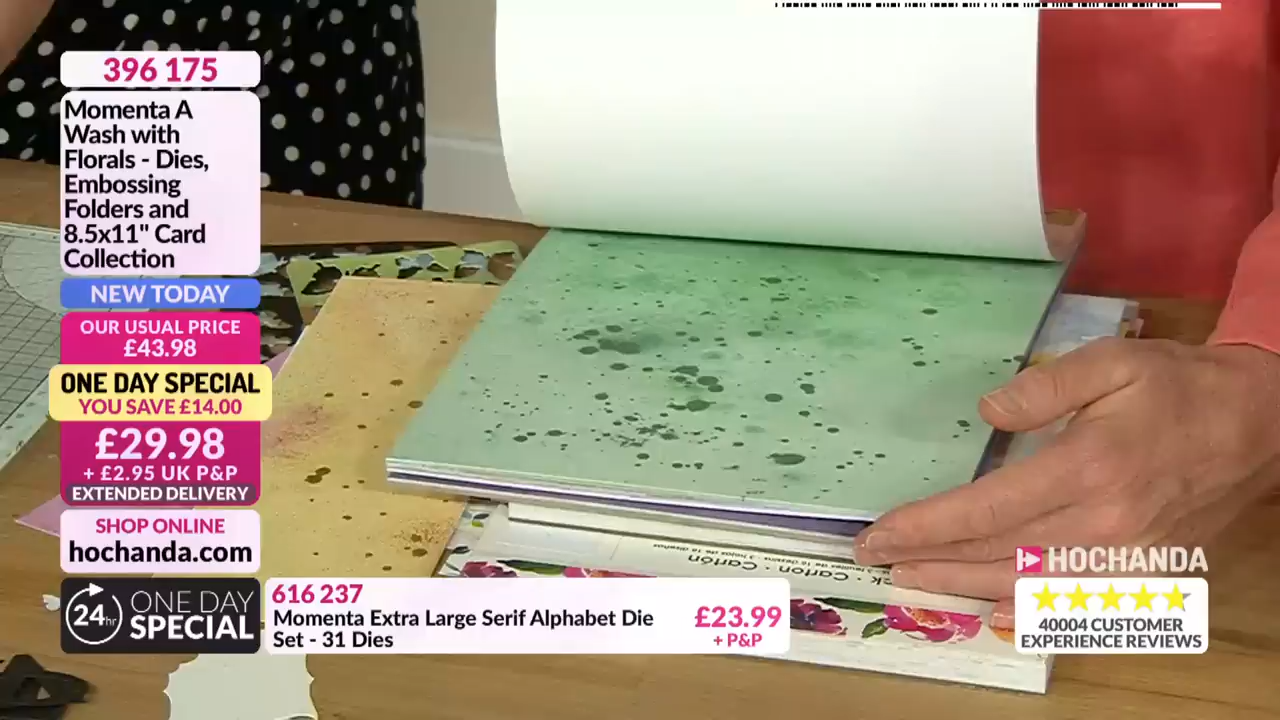 396 175
Momenta A
Wash with
Florals - Dies,
Embossing
Folders and
8.5x11" Card
Collection
NEW TODAY
OUR USUAL PRICE
£43.98
ONE DAY SPECIAL
YOU SAVE £14.00
£29.98
+ £2.95 UK P&P
EXTENDED DELIVERY
SHOP ONLINE
hochanda.com
24hr ONE DAY
SPECIAL
616 237
Momenta Extra Large Serif Alphabet Die
Set - 31 Dies
£23.99
+ P&P
Cartón · Carton ·
HOCHANDA
40004 CUSTOMER
EXPERIENCE REVIEWS